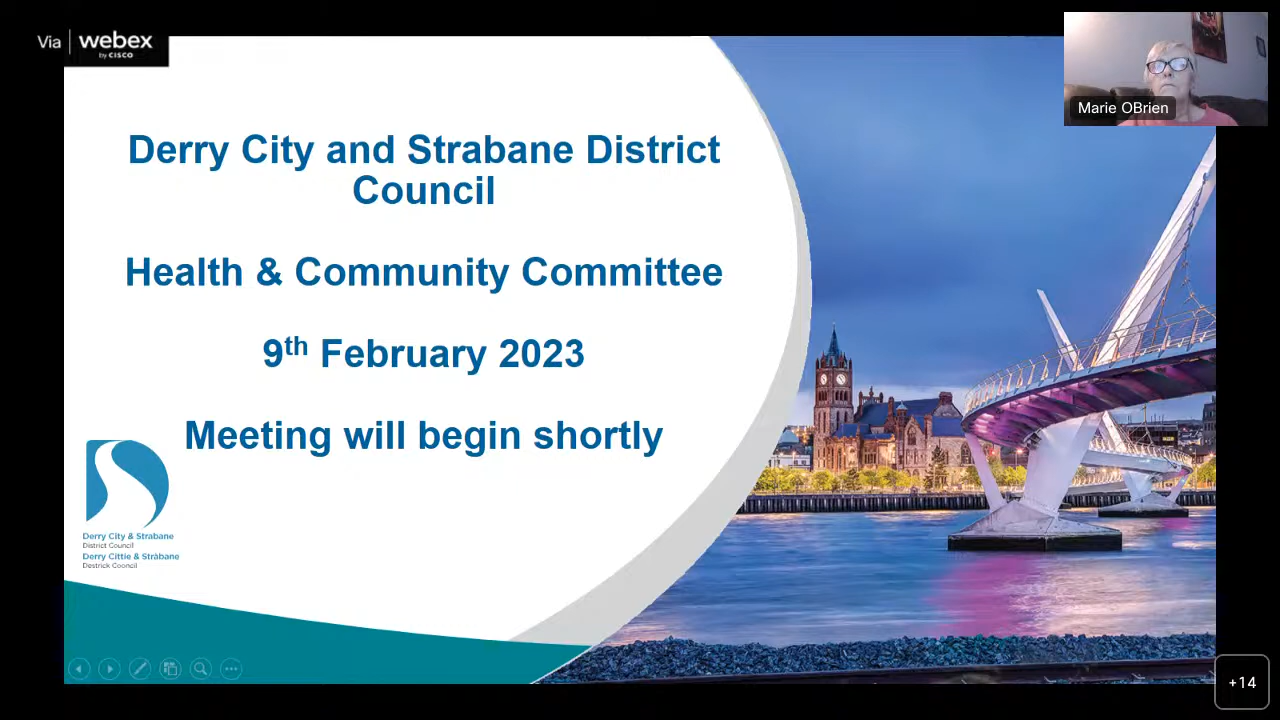 Via webex
by CISCO
Marie OBrien
Derry City and Strabane District
Council
Health & Community Committee
9th February 2023
Meeting will begin shortly
Derry City & Strabane
District Council
Derry Cittie & Stràbane
Destrick Cooncil
+14